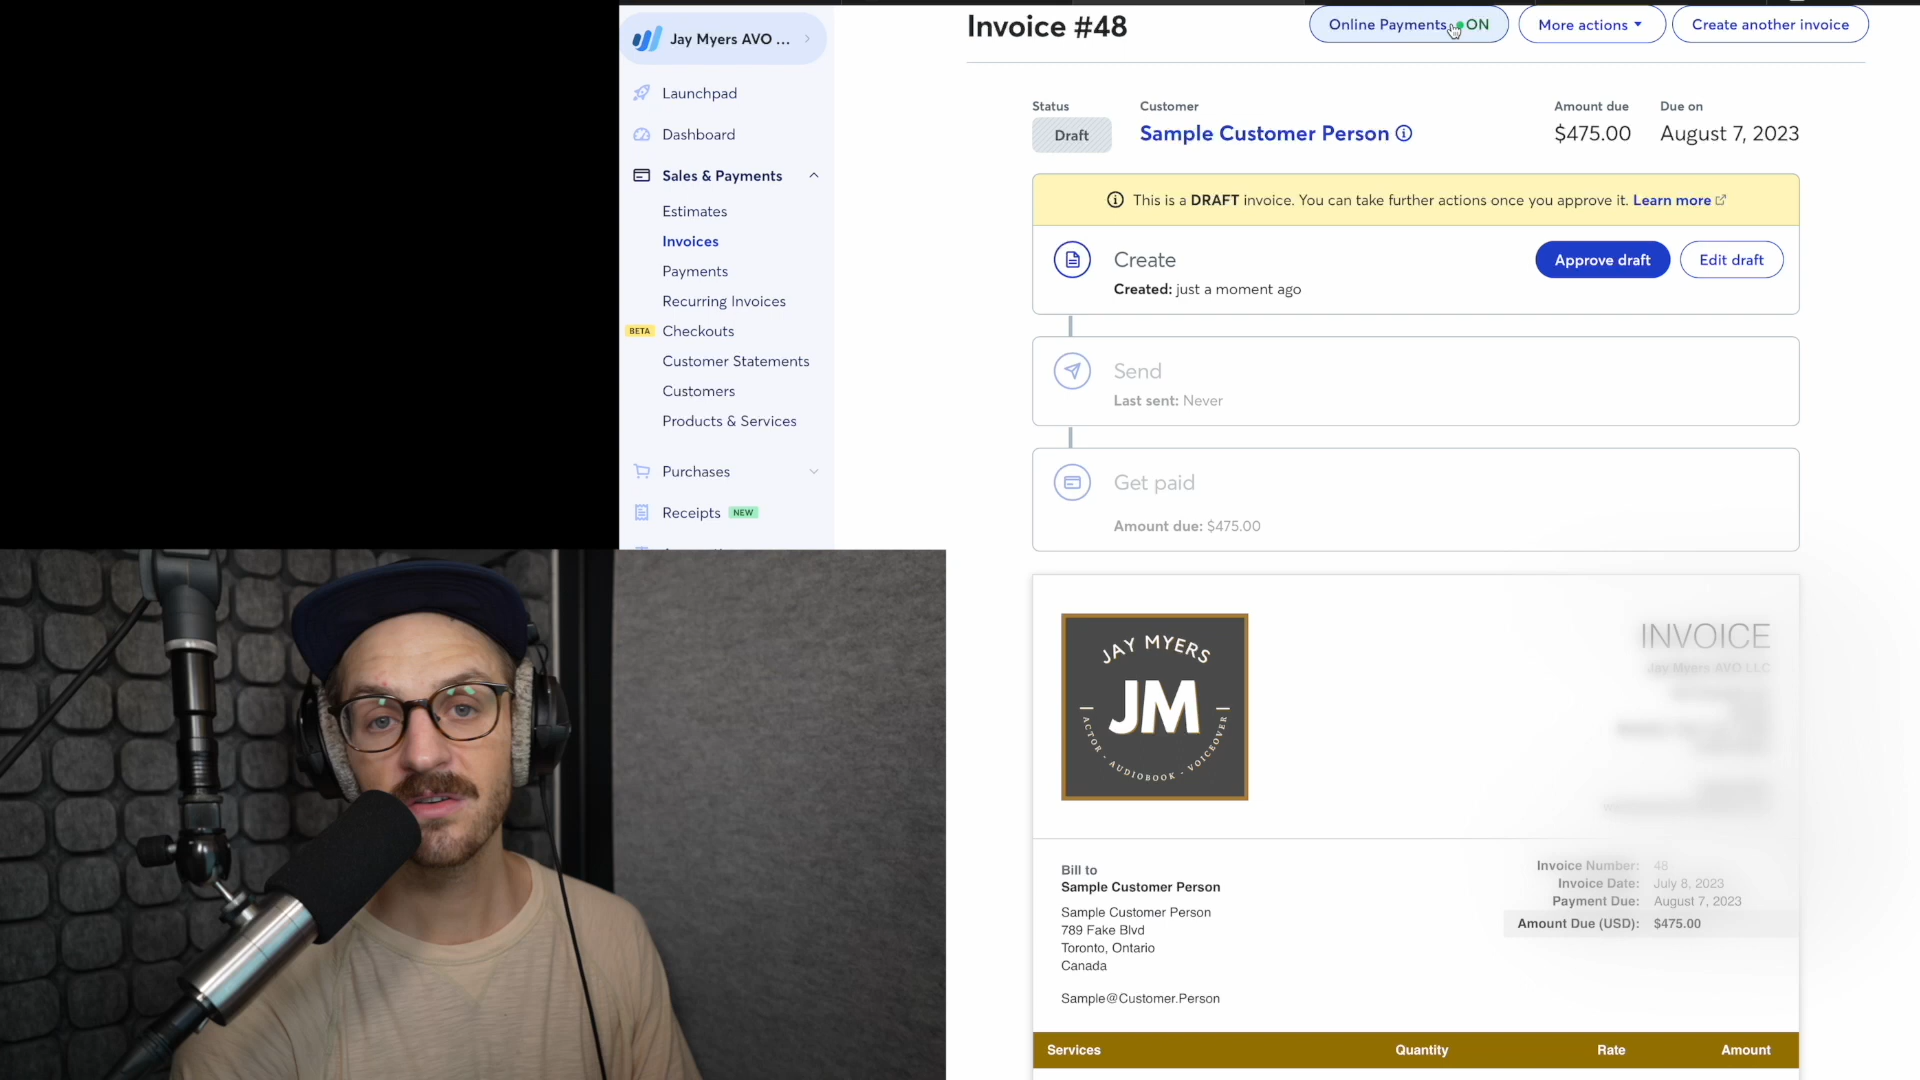 Jay Myers AVO ...
Launchpad
Dashboard
Sales & Payments
Estimates
Invoices
Payments
Recurring Invoices
BETA Checkouts
Customer Statements
Customers
Products & Services
Purchases
Receipts NEW
Invoice #48
Online Payments ON
More actions
Create another invoice
Status
Draft
Customer
Sample Customer Person
Amount due
$475.00
Due on
August 7, 2023
This is a DRAFT invoice. You can take further actions once you approve it. Learn more
Create
Created: just a moment ago
Approve draft
Edit draft
Send
Last sent: Never
Get paid
Amount due: $475.00
JAY MYERS
JM
ACTOR - AUDIOBOOK - VOICEOVER
INVOICE
Jay Myers AVO LLC
Bill to
Sample Customer Person
Sample Customer Person
789 Fake Blvd
Toronto, Ontario
Canada
Sample@Customer.Person
Invoice Number: 48
Invoice Date: July 8, 2023
Payment Due: August 7, 2023
Amount Due (USD): $475.00
Services Quantity Rate Amount